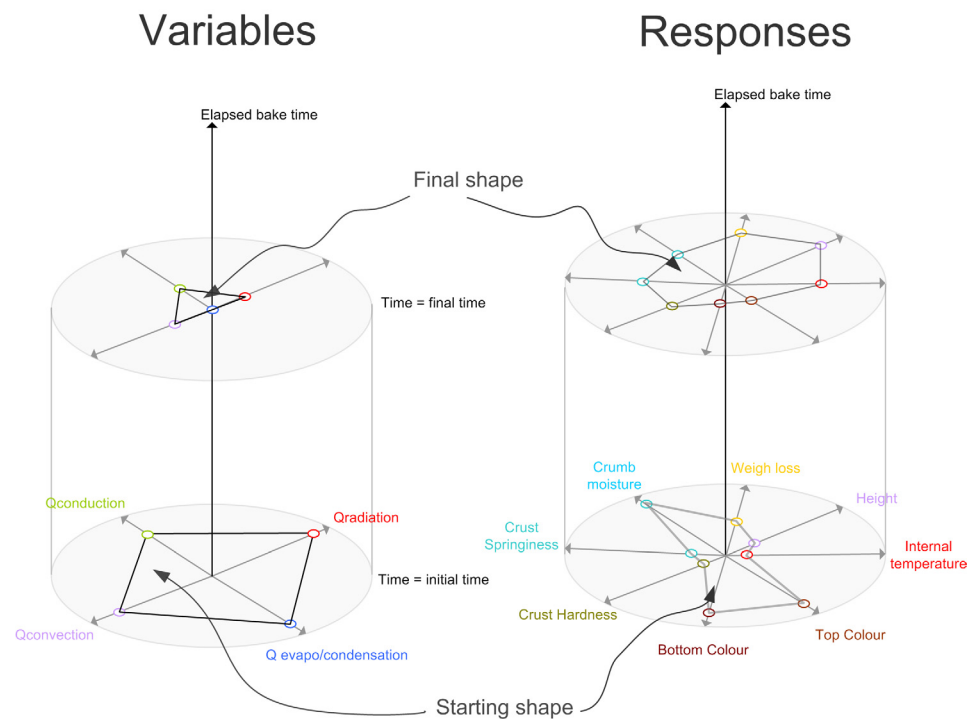 Variables
Responses
Elapsed bake time
Elapsed bake time
Final shape
Time = final time
Crumb
moisture
Weigh loss
Height
Qconduction
Qradiation
Crust
Springiness
Internal
temperature
Time = initial time
Crust Hardness
Qconvection
Top Colour
Q evapo/condensation
Bottom Colour
Starting shape